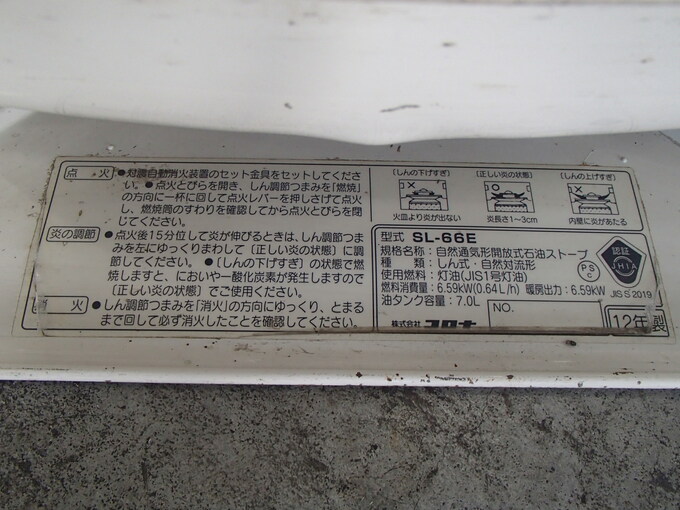 点 火
●対震自動消火装置のセット金具をセットしてくださ
い。●点火とびらを開き、しん調節つまみを「燃焼」
の方向に一杯に回して点火レバーを押しさげて点火
し、燃焼筒のすわりを確認してから点火とびらを閉
じてください。
炎の調節
●点火後15分位して炎が伸びるときは、しん調節つま
みを左にゆっくりまわして〔正しい炎の状態〕に調
節してください。〔しんの下げすぎ〕の状態で燃
焼しますと、においや一酸化炭素が発生しますので
〔正しい炎の状態〕でご使用ください。
消 火
●しん調節つまみを「消火」の方向にゆっくり、とまる
まで回して必ず消火したことを確認してください。
〔しんの下げすぎ〕
火皿より炎が出ない
〔正しい炎の状態〕
炎長さ1~3cm
〔しんの上げすぎ〕
内筒に炎があたる
型式 SL-66E
規格名称：自然通気形開放式石油ストーブ
種 類：しん式・自然対流形
使用燃料：灯油(JIS1号灯油)
燃料消費量：6.59kW(0.64L/h) 暖房出力：6.59kW
油タンク容量：7.0L
株式会社 コロナ
NO.
12年製
PS
C
認証
JHIA
JIS S 2019